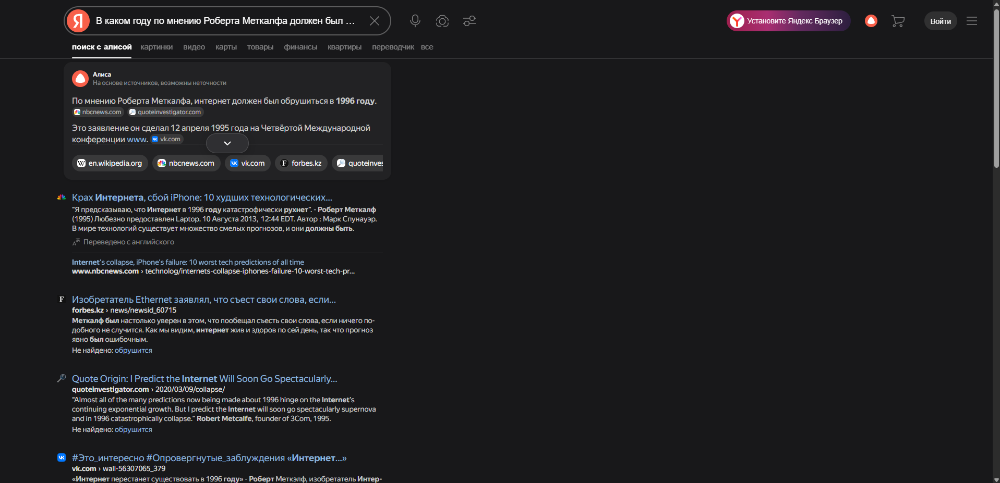 Я В каком году по мнению Роберта Меткалфа должен был ...
Установите Яндекс Браузер
Войти
поиск с алисой картинки видео карты товары финансы квартиры переводчик все
Алиса
На основе источников, возможны неточности
По мнению Роберта Меткалфа, интернет должен был обрушиться в 1996 году.
nbcnews.com quoteinvestigator.com
Это заявление он сделал 12 апреля 1995 года на Четвёртой Международной
конференции www. vk.com
en.wikipedia.org nbcnews.com vk.com forbes.kz quoteinves
Крах Интернета, сбой iPhone: 10 худших технологических...
"Я предсказываю, что Интернет в 1996 году катастрофически рухнет". - Роберт Меткалф
(1995) Любезно предоставлен Laptop. 10 Августа 2013, 12:44 EDT. Автор : Марк Спунауэр.
В мире технологий существует множество смелых прогнозов, и они должны быть.
Переведено с английского
Internet's collapse, iPhone's failure: 10 worst tech predictions of all time
www.nbcnews.com › technolog/internets-collapse-iphones-failure-10-worst-tech-pr...
Изобретатель Ethernet заявлял, что съест свои слова, если...
forbes.kz › news/newsid_60715
Меткалф был настолько уверен в этом, что пообещал съесть свои слова, если ничего по-
добного не случится. Как мы видим, интернет жив и здоров по сей день, так что прогноз
явно был ошибочным.
Не найдено: обрушится
Quote Origin: I Predict the Internet Will Soon Go Spectacularly...
quoteinvestigator.com › 2020/03/09/collapse/
"Almost all of the many predictions now being made about 1996 hinge on the Internet's
continuing exponential growth. But I predict the Internet will soon go spectacularly supernova
and in 1996 catastrophically collapse." Robert Metcalfe, founder of 3Com, 1995.
Не найдено: обрушится
#Это_интересно #Опровергнутые_заблуждения «Интернет...»
vk.com › wall-56307065_379
«Интернет перестанет существовать в 1996 году» - Роберт Меткэлф, изобретатель Интер-